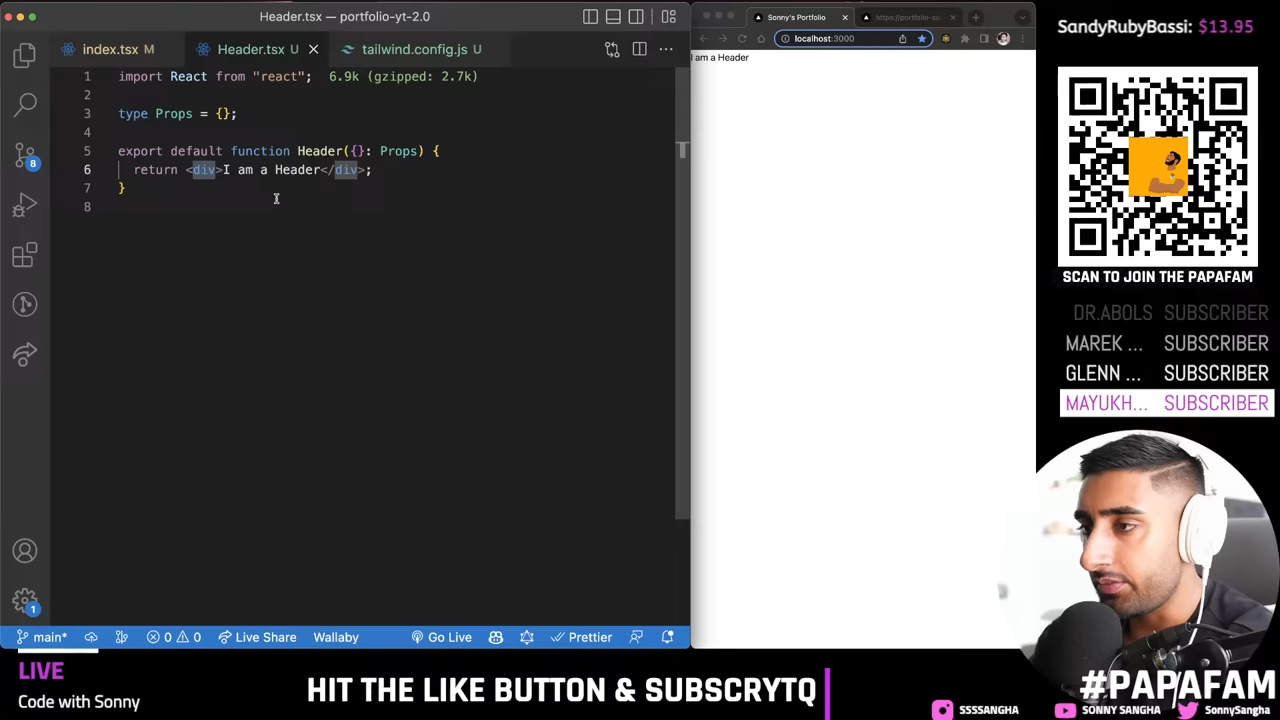 Header.tsx — portfolio-yt-2.0
index.tsx M
Header.tsx U
tailwind.config.js U
1 import React from "react"; 6.9k (gzipped: 2.7k)
2
3 type Props = {};
4
5 export default function Header({}: Props) {
6 return <div>I am a Header</div>;
7 }
8
8
1
main*
0 0
Live Share
Wallaby
Go Live
Prettier
Sonny's Portfolio
localhost:3000
I am a Header
SandyRubyBassi: $13.95
SCAN TO JOIN THE PAPAFAM
DR.ABOLS SUBSCRIBER
MAREK ... SUBSCRIBER
GLENN ... SUBSCRIBER
MAYUKH... SUBSCRIBER
LIVE
Code with Sonny
HIT THE LIKE BUTTON & SUBSCRYTQ
#PAPAFAM
SSSSANGHA
SONNY SANGHA
SonnySangha